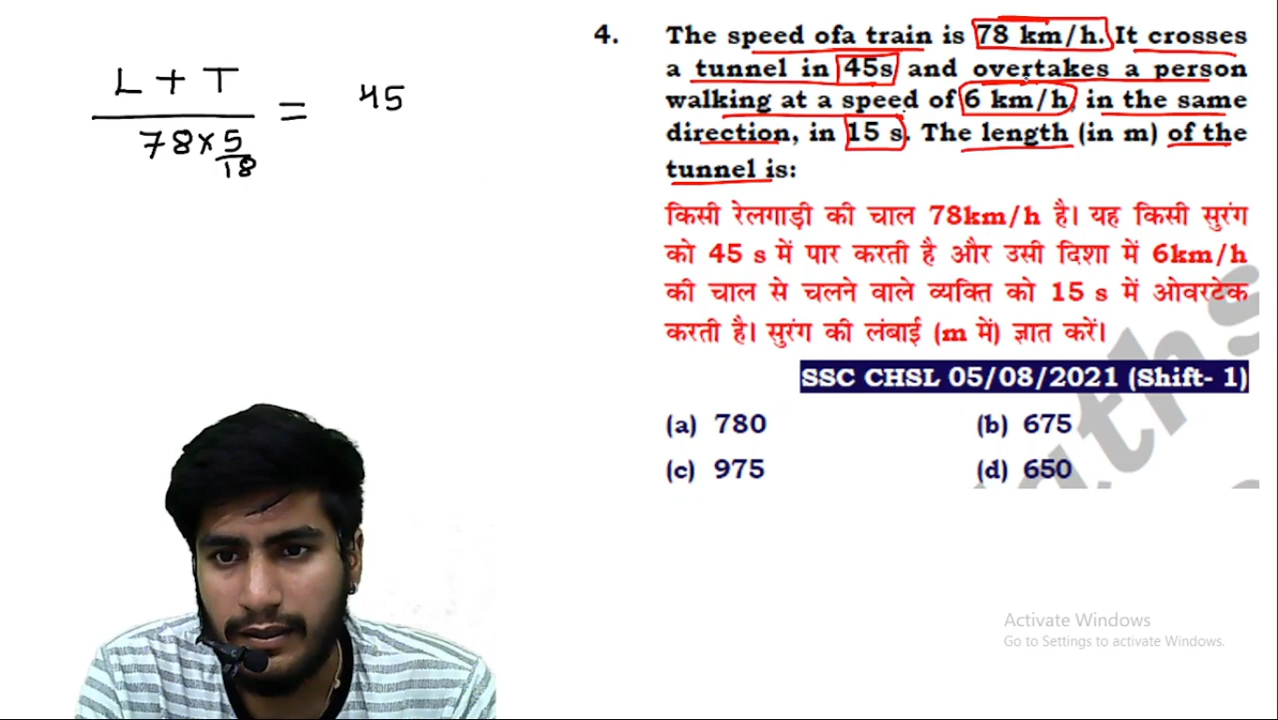 L + T
78 × 5/18 = 45
4. The speed ofa train is 78 km/h. It crosses
a tunnel in 45s and overtakes a person
walking at a speed of 6 km/h, in the same
direction, in 15 s. The length (in m) of the
tunnel is:
किसी रेलगाड़ी की चाल 78km/h है। यह किसी सुरंग
को 45 s में पार करती है और उसी दिशा में 6km/h
की चाल से चलने वाले व्यक्ति को 15 s में ओवरटेक
करती है। सुरंग की लंबाई (m में) ज्ञात करें।
SSC CHSL 05/08/2021 (Shift- 1)
(a) 780 (b) 675
(c) 975 (d) 650
Activate Windows
Go to Settings to activate Windows.